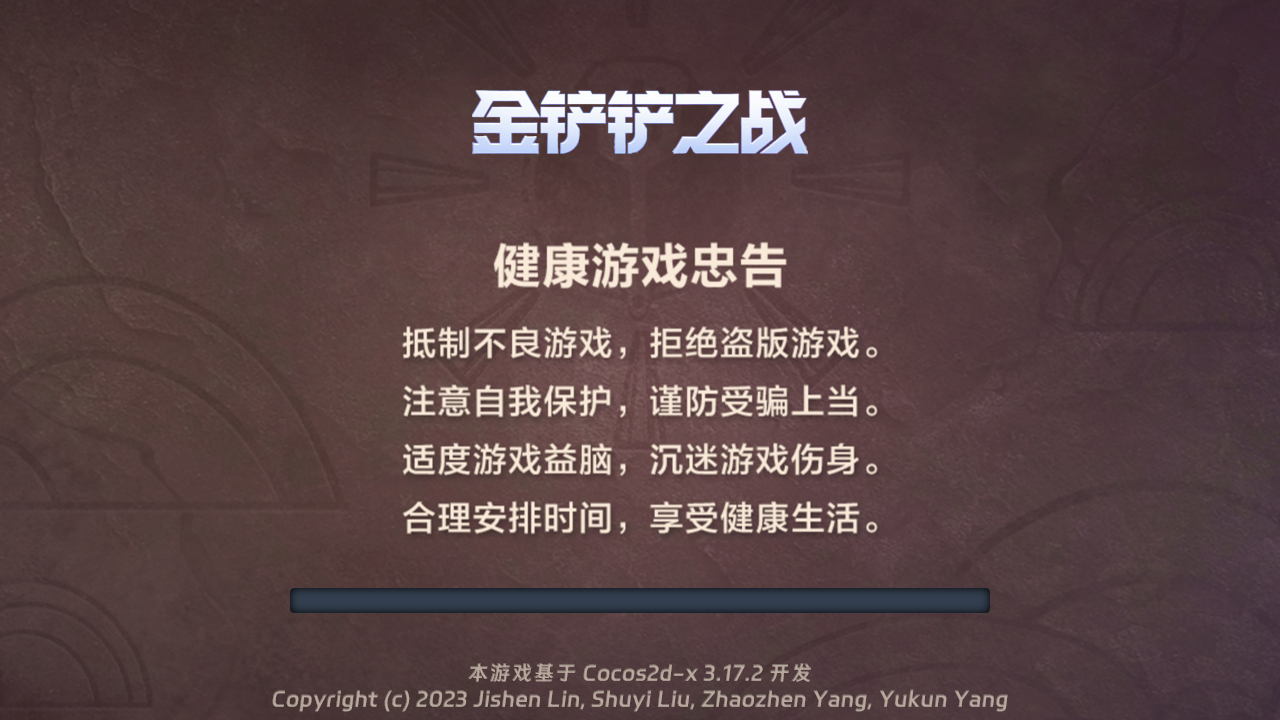 金铲铲之战
健康游戏忠告
抵制不良游戏，拒绝盗版游戏。
注意自我保护，谨防受骗上当。
适度游戏益脑，沉迷游戏伤身。
合理安排时间，享受健康生活。
本游戏基于 Cocos2d-x 3.17.2 开发
Copyright (c) 2023 Jishen Lin, Shuyi Liu, Zhaozhen Yang, Yukun Yang